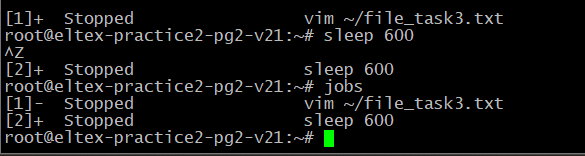 [1]+  Stopped                 vim ~/file_task3.txt
root@eltex-practice2-pg2-v21:~# sleep 600
^Z
[2]+  Stopped                 sleep 600
root@eltex-practice2-pg2-v21:~# jobs
[1]-  Stopped                 vim ~/file_task3.txt
[2]+  Stopped                 sleep 600
root@eltex-practice2-pg2-v21:~#